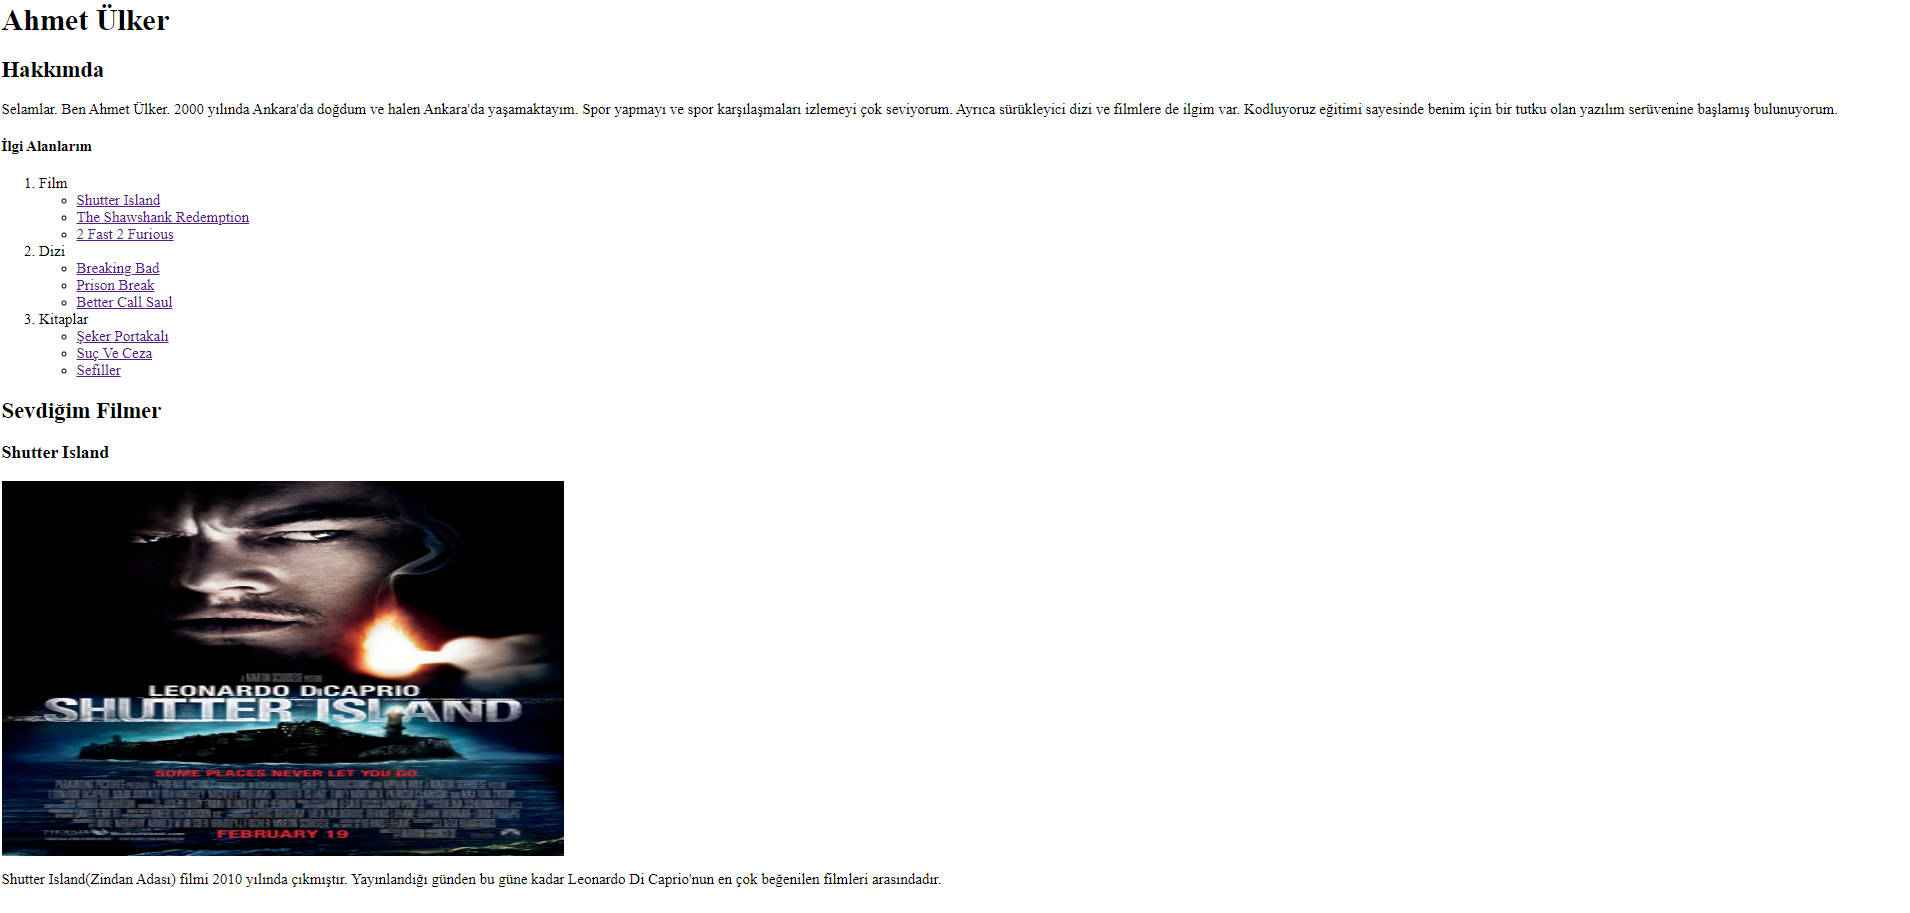 Ahmet Ülker
Hakkımda
Selamlar. Ben Ahmet Ülker. 2000 yılında Ankara'da doğdum ve halen Ankara'da yaşamaktayım. Spor yapmayı ve spor karşılaşmaları izlemeyi çok seviyorum. Ayrıca sürükleyici dizi ve filmlere de ilgim var. Kodluyoruz eğitimi sayesinde benim için bir tutku olan yazılım serüvenine başlamış bulunuyorum.
İlgi Alanlarım
1. Film
Shutter Island
The Shawshank Redemption
2 Fast 2 Furious
2. Dizi
Breaking Bad
Prison Break
Better Call Saul
3. Kitaplar
Şeker Portakalı
Suç Ve Ceza
Sefiller
Sevdiğim Filmer
Shutter Island
LEONARDO DiCAPRIO
SHUTTER ISLAND
SOME PLACES NEVER LET YOU GO.
FEBRUARY 19
Shutter Island(Zindan Adası) filmi 2010 yılında çıkmıştır. Yayınlandığı günden bu güne kadar Leonardo Di Caprio'nun en çok beğenilen filmleri arasındadır.